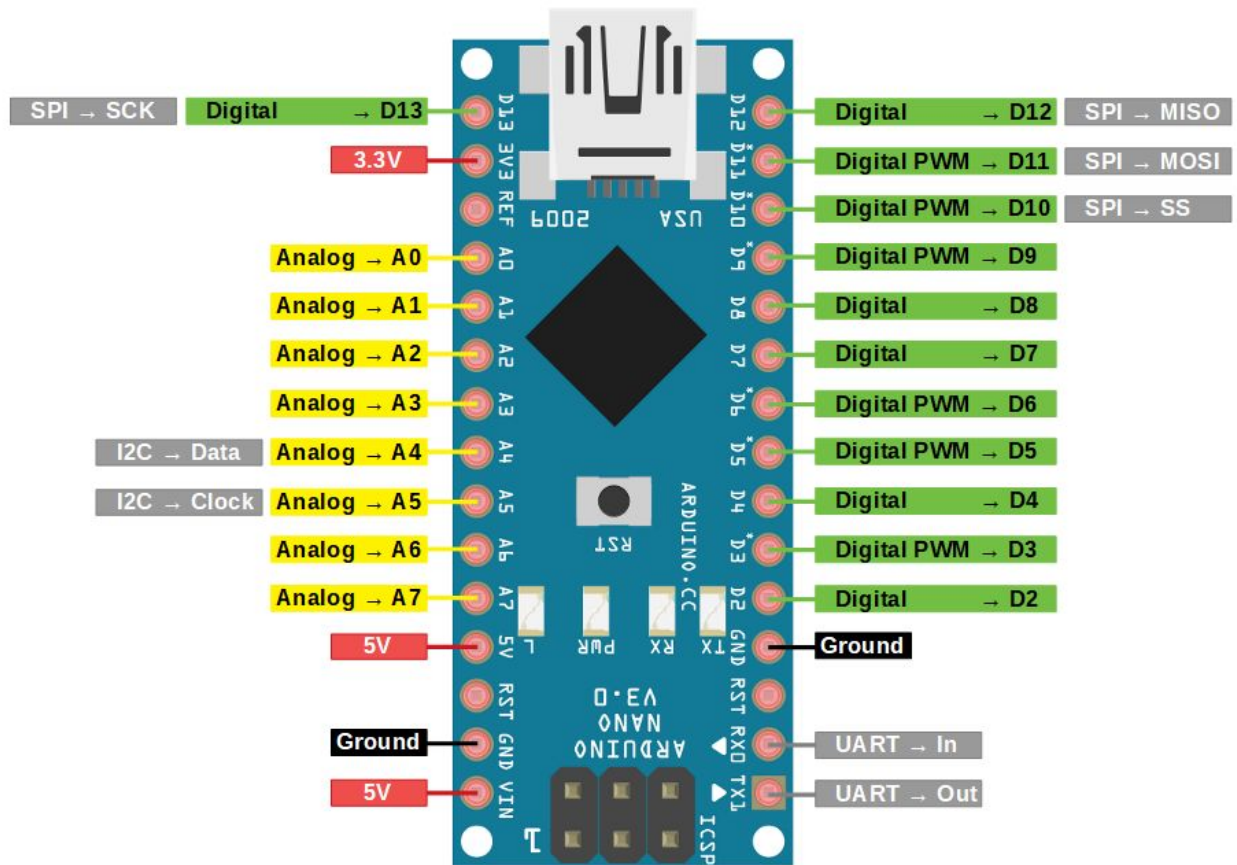 SPI → SCK
Digital → D13
3.3V
Analog → A0
Analog → A1
Analog → A2
Analog → A3
I2C → Data
Analog → A4
I2C → Clock
Analog → A5
Analog → A6
Analog → A7
5V
Ground
5V
D13
3V3
REF
A0
A1
A2
A3
A4
A5
A6
A7
5V
RST
GND
VIN
USA
2009
RST
ARDUINO.CC
TX
RX
PWR
L
ARDUINO
NANO
V3.0
1
ICSP
D12
D11*
D10*
D9*
D8
D7
D6*
D5*
D4
D3*
D2
GND
RST
RX0
TX1
Digital → D12
SPI → MISO
Digital PWM → D11
SPI → MOSI
Digital PWM → D10
SPI → SS
Digital PWM → D9
Digital → D8
Digital → D7
Digital PWM → D6
Digital PWM → D5
Digital → D4
Digital PWM → D3
Digital → D2
Ground
UART → In
UART → Out